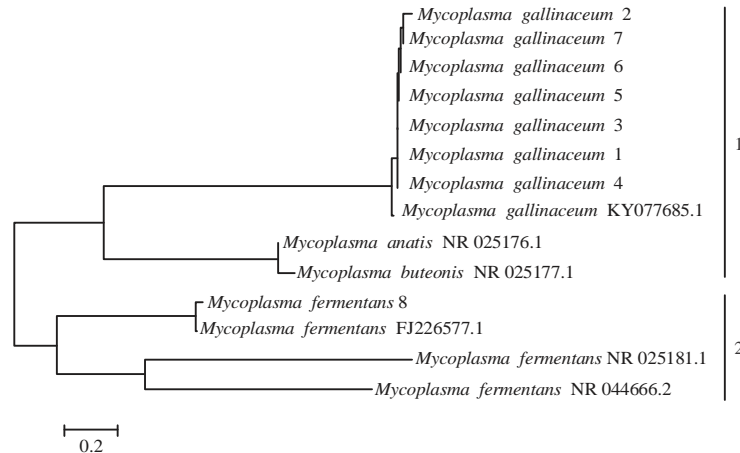 Mycoplasma gallinaceum 2
Mycoplasma gallinaceum 7
Mycoplasma gallinaceum 6
Mycoplasma gallinaceum 5
Mycoplasma gallinaceum 3
Mycoplasma gallinaceum 1
Mycoplasma gallinaceum 4
Mycoplasma gallinaceum KY077685.1
Mycoplasma anatis NR 025176.1
Mycoplasma buteonis NR 025177.1
1
Mycoplasma fermentans 8
Mycoplasma fermentans FJ226577.1
Mycoplasma fermentans NR 025181.1
Mycoplasma fermentans NR 044666.2
2
0.2